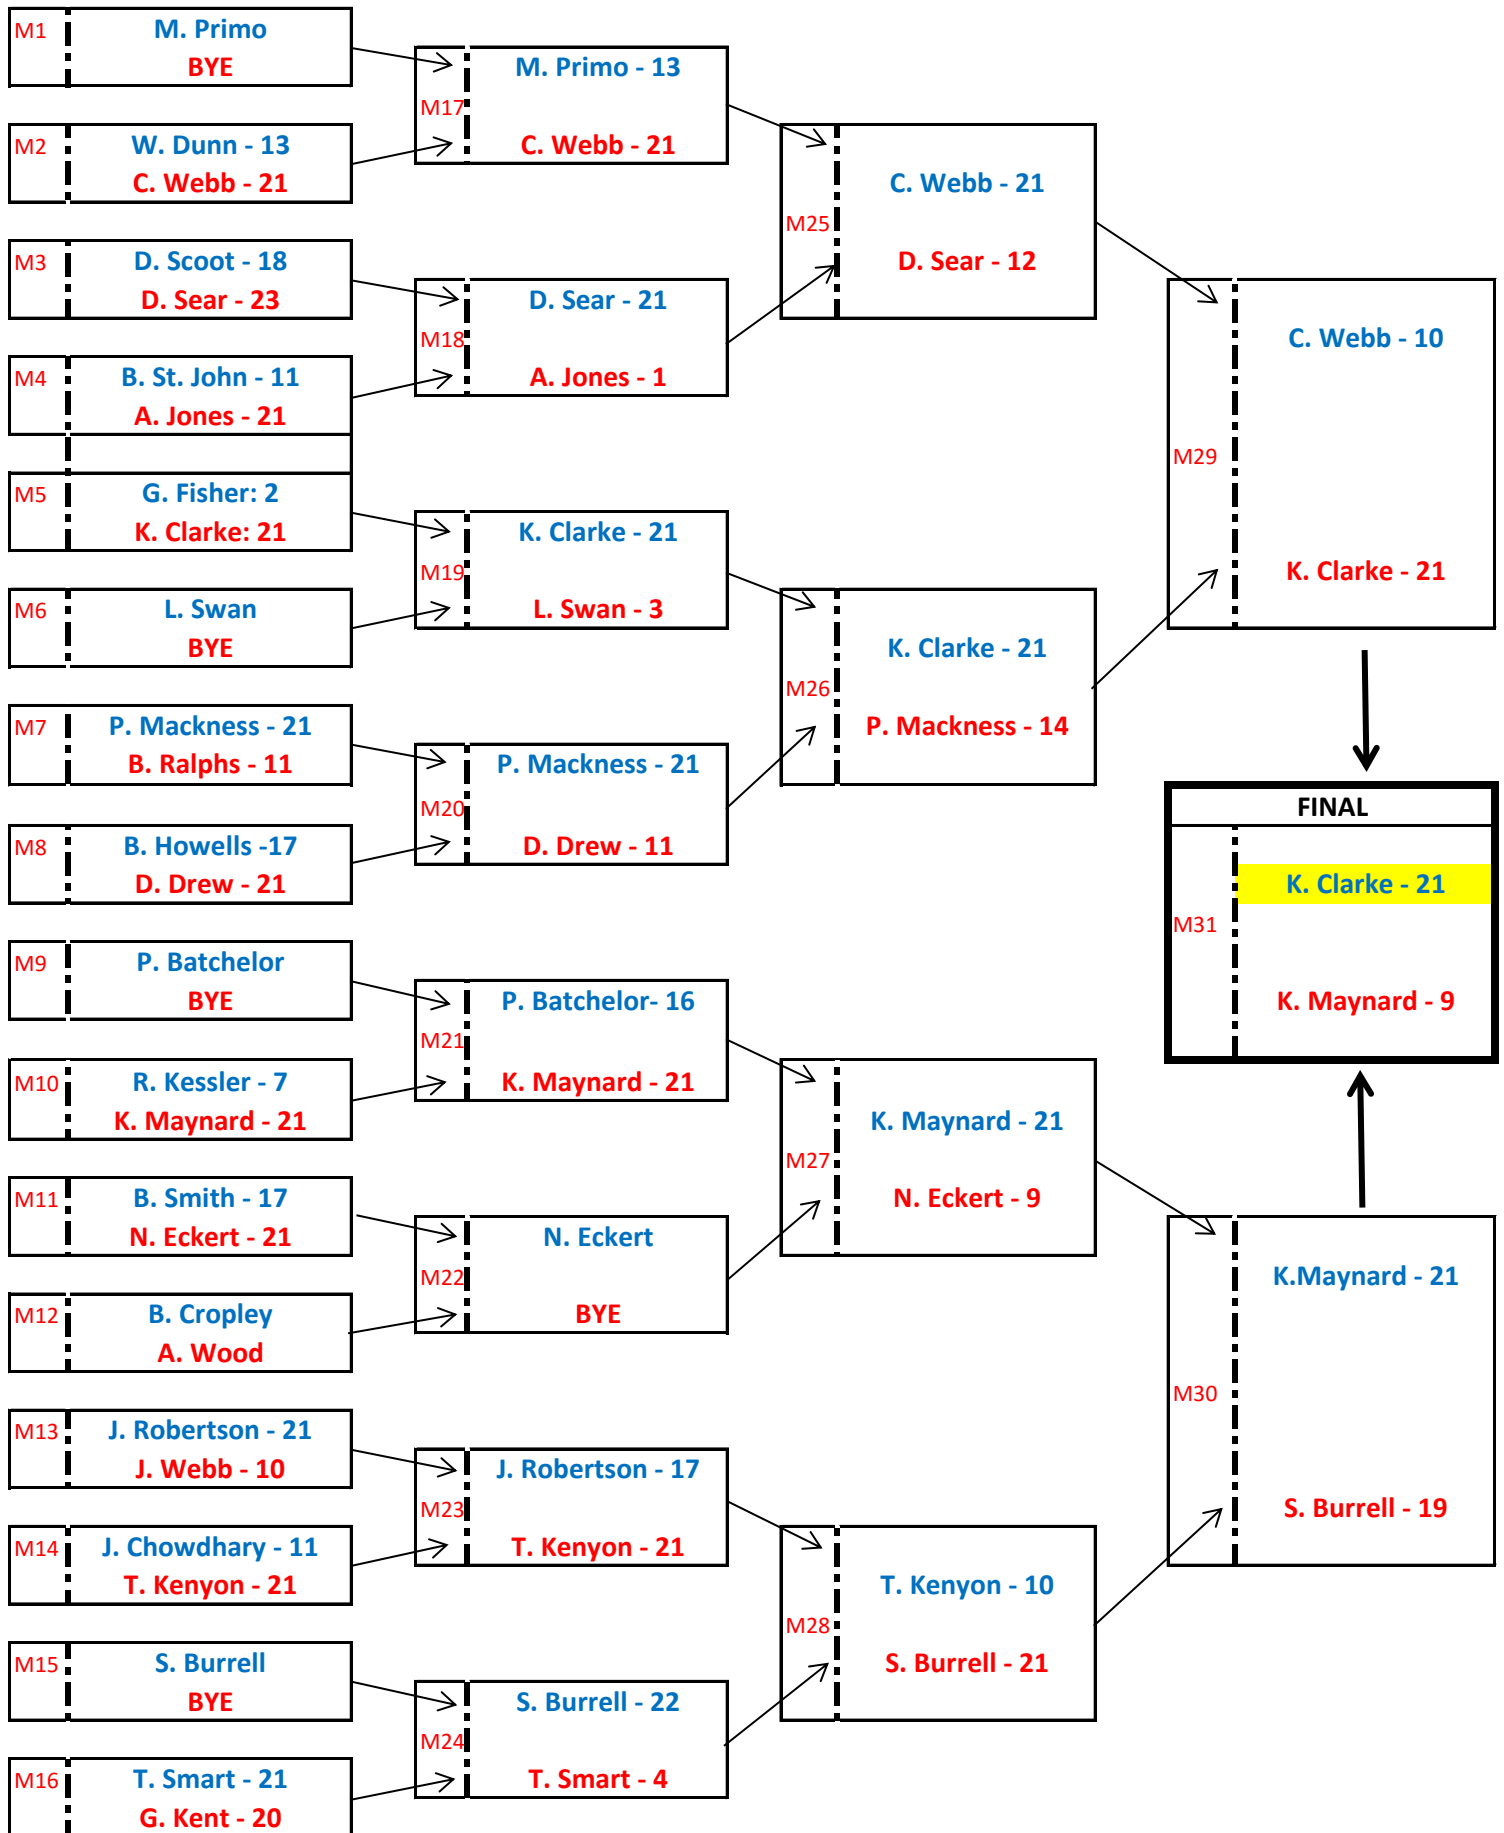 M1
M. Primo
BYE
M2
W. Dunn - 13
C. Webb - 21
M3
D. Scoot - 18
D. Sear - 23
M4
B. St. John - 11
A. Jones - 21
M5
G. Fisher: 2
K. Clarke: 21
M6
L. Swan
BYE
M7
P. Mackness - 21
B. Ralphs - 11
M8
B. Howells -17
D. Drew - 21
M9
P. Batchelor
BYE
M10
R. Kessler - 7
K. Maynard - 21
M11
B. Smith - 17
N. Eckert - 21
M12
B. Cropley
A. Wood
M13
J. Robertson - 21
J. Webb - 10
M14
J. Chowdhary - 11
T. Kenyon - 21
M15
S. Burrell
BYE
M16
T. Smart - 21
G. Kent - 20
M. Primo - 13
M17
C. Webb - 21
D. Sear - 21
M18
A. Jones - 1
K. Clarke - 21
M19
L. Swan - 3
P. Mackness - 21
M20
D. Drew - 11
P. Batchelor- 16
M21
K. Maynard - 21
N. Eckert
M22
BYE
J. Robertson - 17
M23
T. Kenyon - 21
S. Burrell - 22
M24
T. Smart - 4
C. Webb - 21
M25
D. Sear - 12
K. Clarke - 21
M26
P. Mackness - 14
K. Maynard - 21
M27
N. Eckert - 9
T. Kenyon - 10
M28
S. Burrell - 21
C. Webb - 10
M29
K. Clarke - 21
FINAL
K. Clarke - 21
M31
K. Maynard - 9
K.Maynard - 21
M30
S. Burrell - 19